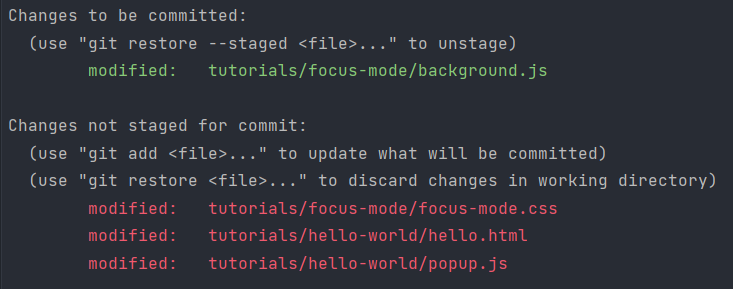 Changes to be committed:
  (use "git restore --staged <file>..." to unstage)
        modified:   tutorials/focus-mode/background.js

Changes not staged for commit:
  (use "git add <file>..." to update what will be committed)
  (use "git restore <file>..." to discard changes in working directory)
        modified:   tutorials/focus-mode/focus-mode.css
        modified:   tutorials/hello-world/hello.html
        modified:   tutorials/hello-world/popup.js